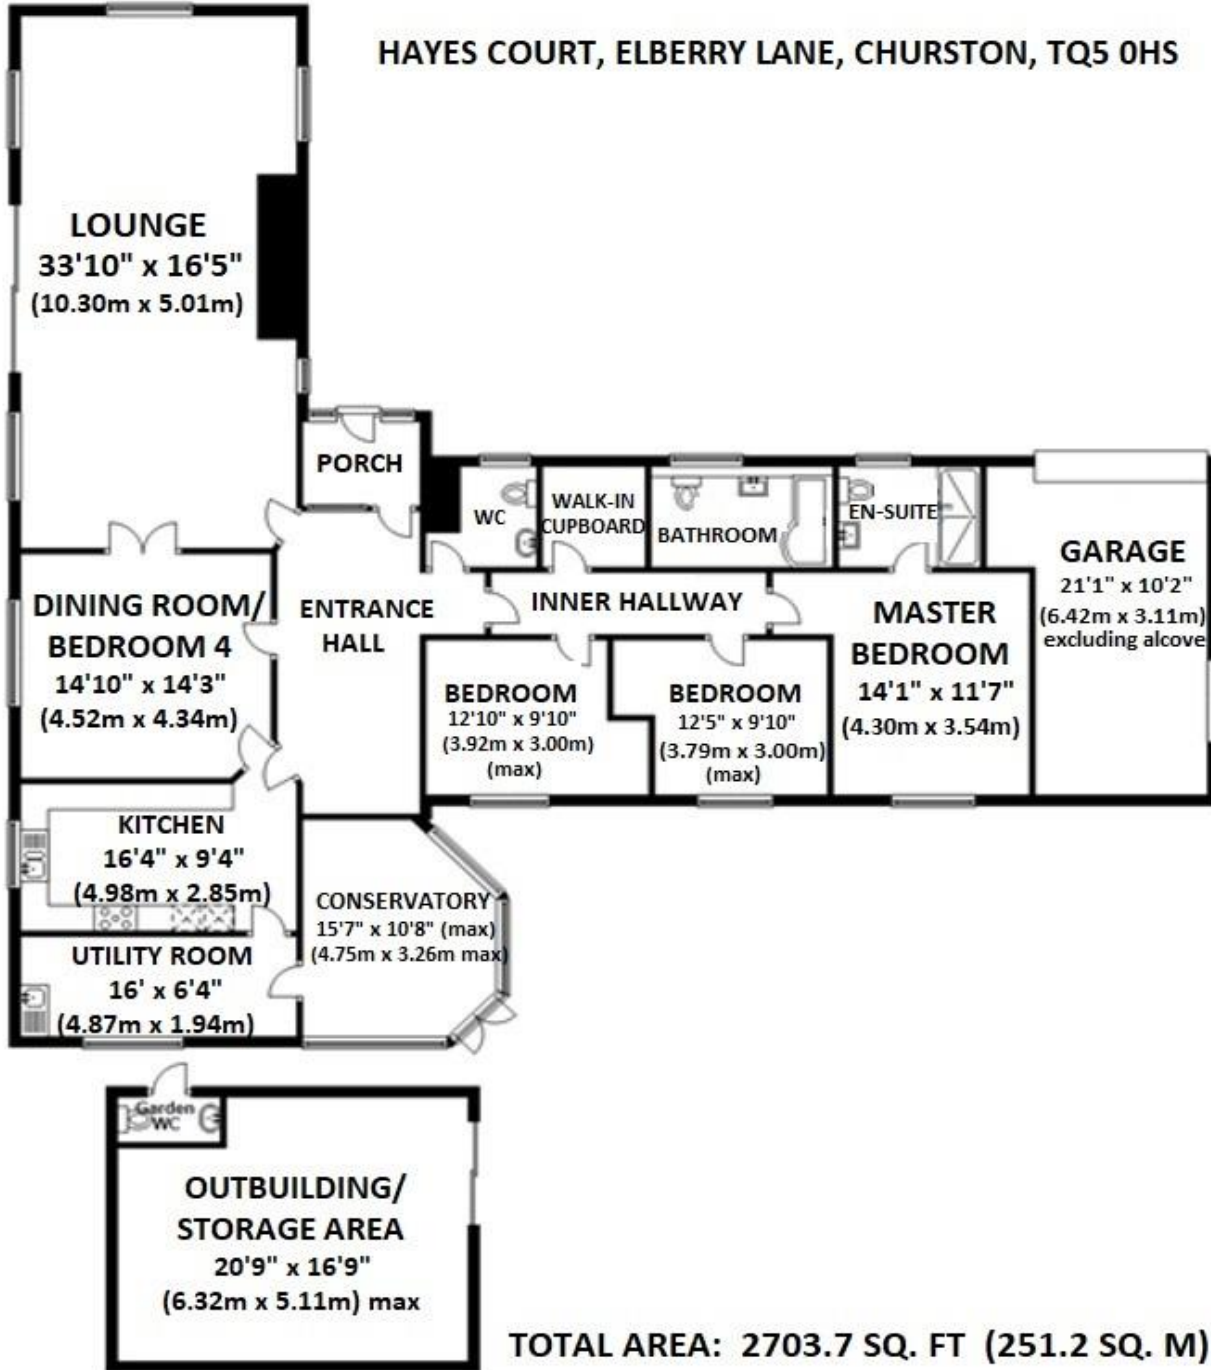 HAYES COURT, ELBERRY LANE, CHURSTON, TQ5 0HS
LOUNGE
33'10" x 16'5"
(10.30m x 5.01m)
PORCH
WC
WALK-IN
CUPBOARD
BATHROOM
EN-SUITE
GARAGE
21'1" x 10'2"
(6.42m x 3.11m)
excluding alcove
DINING ROOM/
BEDROOM 4
14'10" x 14'3"
(4.52m x 4.34m)
ENTRANCE
HALL
INNER HALLWAY
MASTER
BEDROOM
14'1" x 11'7"
(4.30m x 3.54m)
BEDROOM
12'10" x 9'10"
(3.92m x 3.00m)
(max)
BEDROOM
12'5" x 9'10"
(3.79m x 3.00m)
(max)
KITCHEN
16'4" x 9'4"
(4.98m x 2.85m)
CONSERVATORY
15'7" x 10'8" (max)
(4.75m x 3.26m max)
UTILITY ROOM
16' x 6'4"
(4.87m x 1.94m)
Garden
WC
OUTBUILDING/
STORAGE AREA
20'9" x 16'9"
(6.32m x 5.11m) max
TOTAL AREA: 2703.7 SQ. FT (251.2 SQ. M)